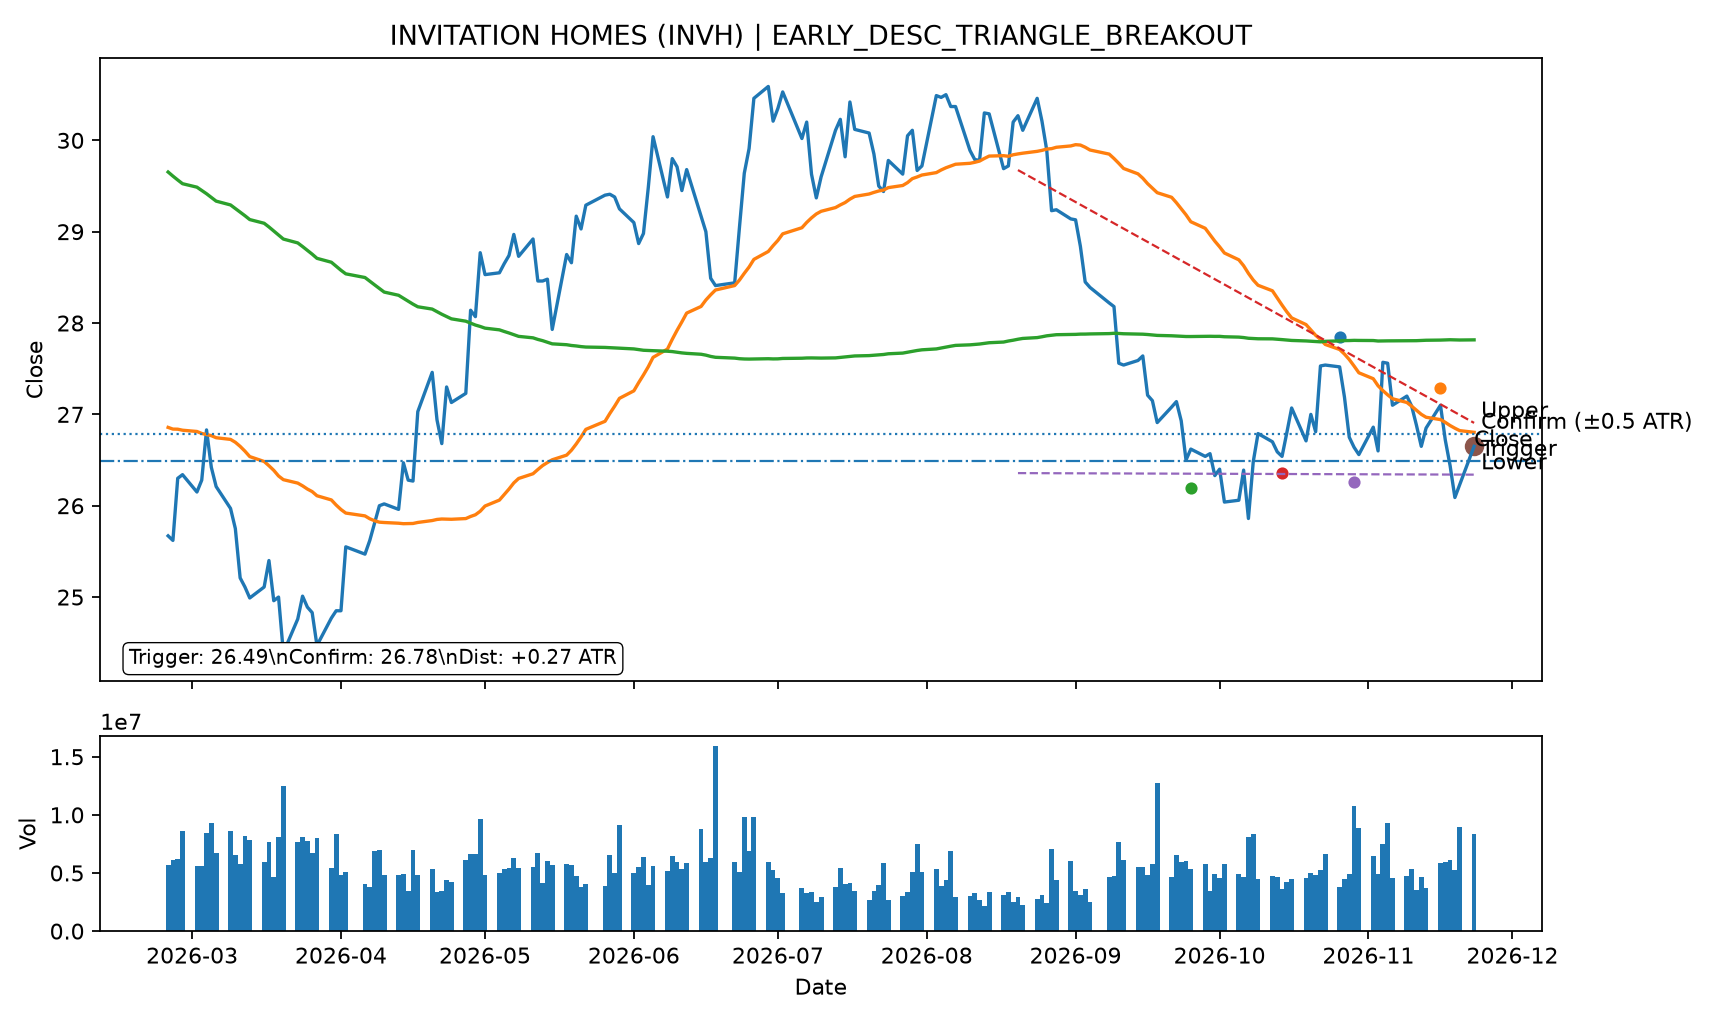 INVITATION HOMES (INVH) | EARLY_DESC_TRIANGLE_BREAKOUT
Close
30
29
28
27
26
25
Upper
Confirm (±0.5 ATR)
Close
Trigger
Lower
Trigger: 26.49\nConfirm: 26.78\nDist: +0.27 ATR
1e7
Vol
1.5
1.0
0.5
0.0
2026-03 2026-04 2026-05 2026-06 2026-07 2026-08 2026-09 2026-10 2026-11 2026-12
Date